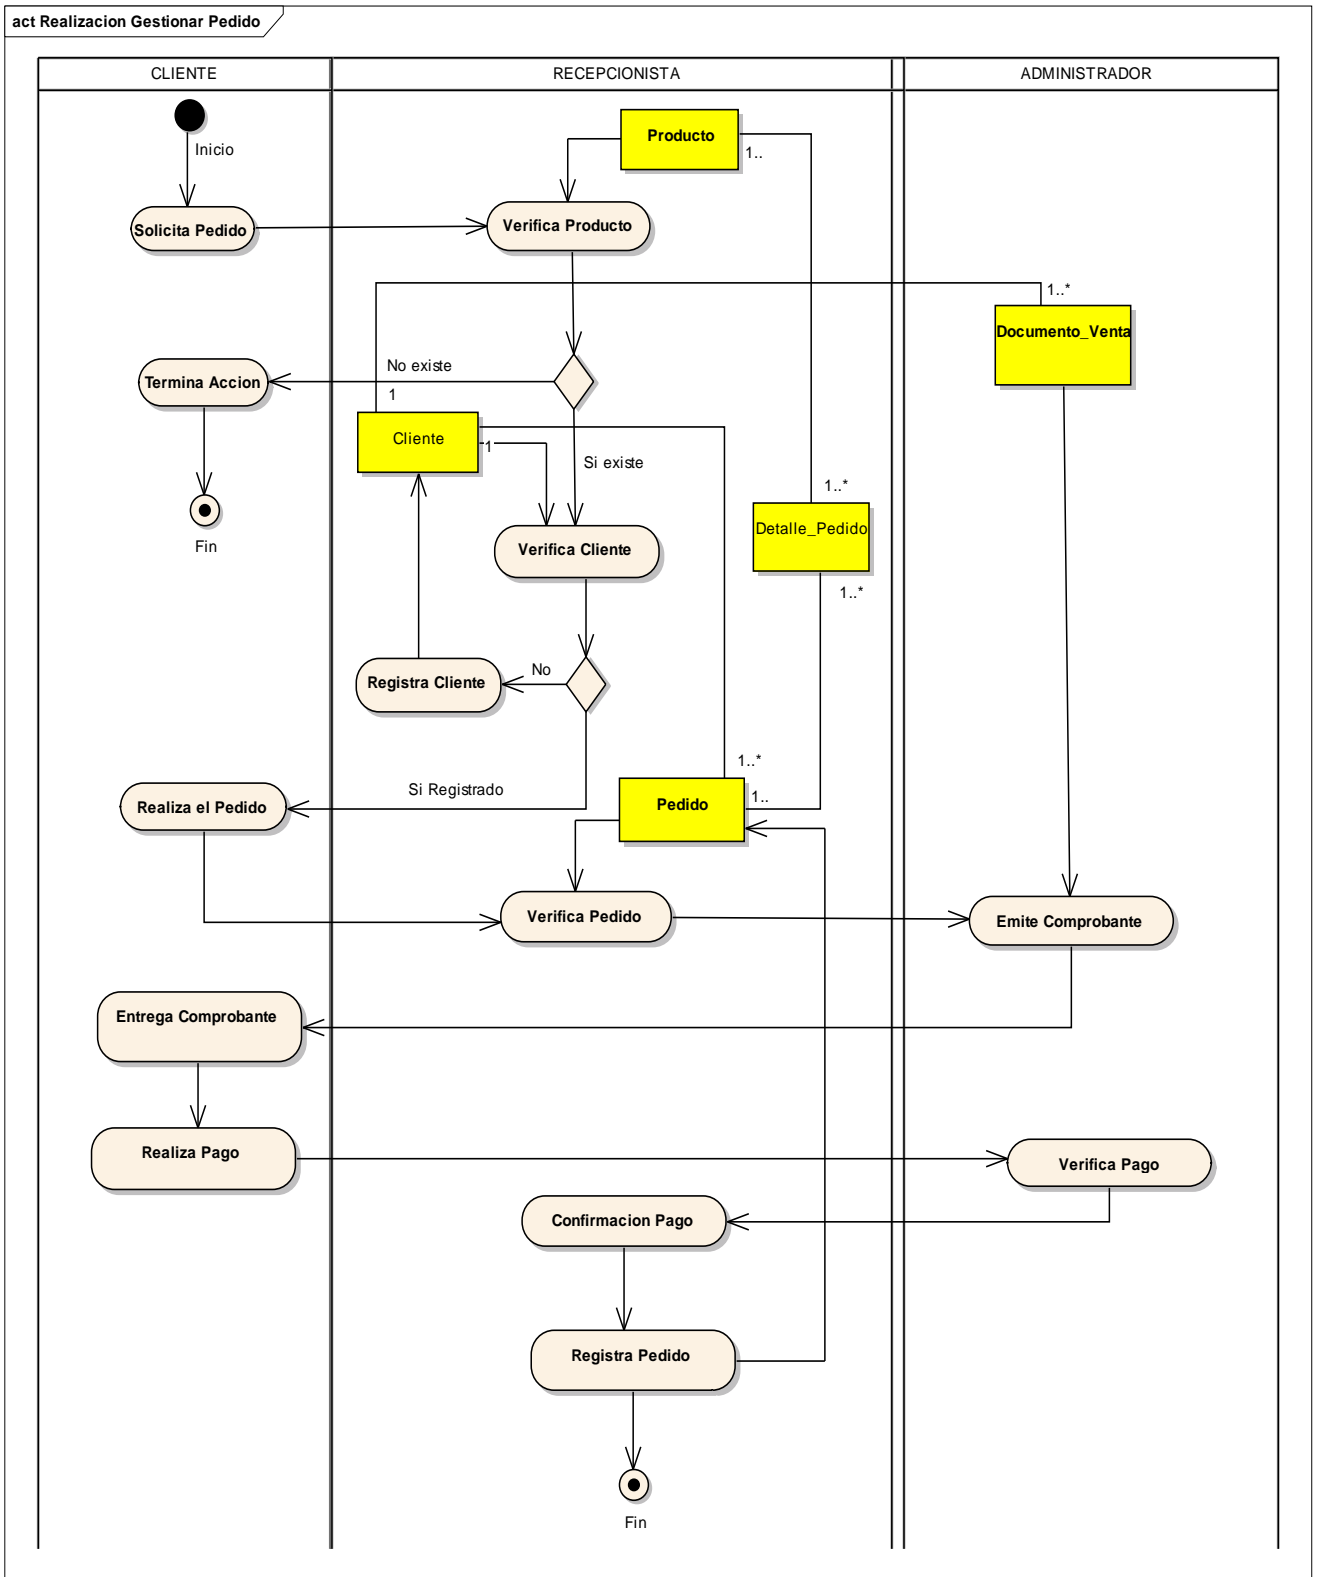 act Realizacion Gestionar Pedido
CLIENTE
RECEPCIONISTA
ADMINISTRADOR
Producto
1..
Inicio
Solicita Pedido
Verifica Producto
1..*
Documento_Venta
No existe
Termina Accion
1
Cliente
1
Si existe
1..*
Detalle_Pedido
Fin
Verifica Cliente
1..*
No
Registra Cliente
1..*
Si Registrado
1..
Realiza el Pedido
Pedido
Verifica Pedido
Emite Comprobante
Entrega Comprobante
Realiza Pago
Verifica Pago
Confirmacion Pago
Registra Pedido
Fin